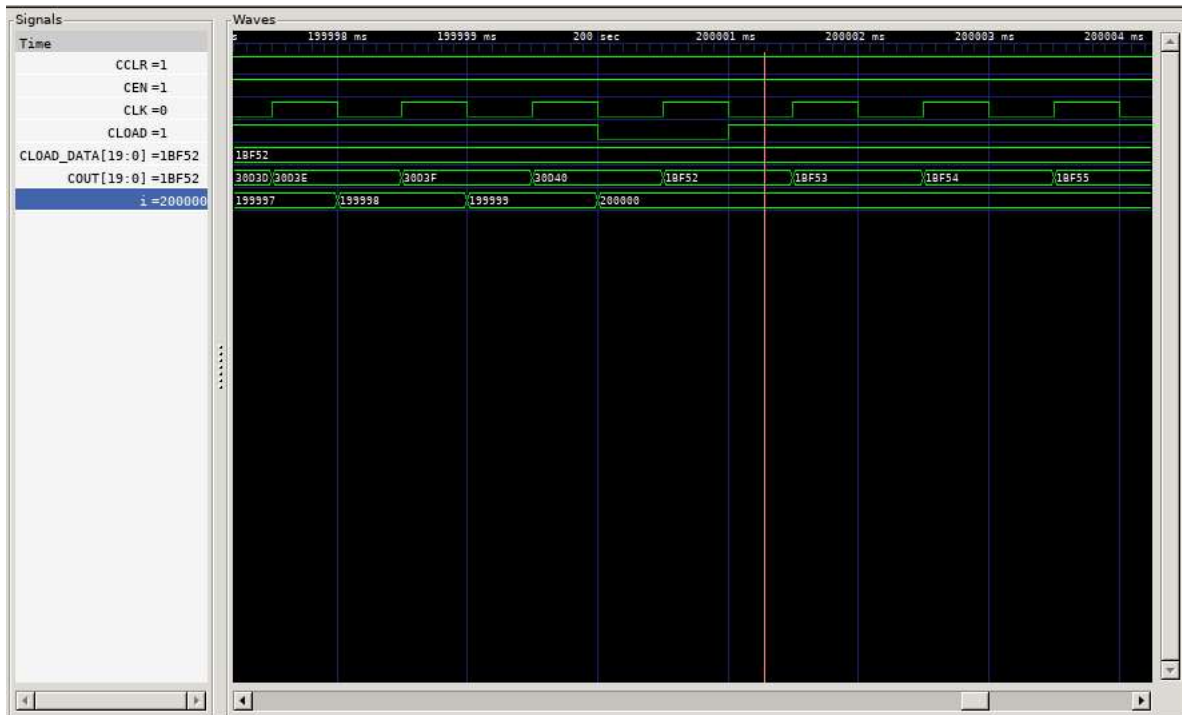 Signals
Waves
Time
s 199998 ms 199999 ms 200 sec 200001 ms 200002 ms 200003 ms 200004 ms
CCLR =1
CEN =1
CLK =0
CLOAD =1
CLOAD_DATA[19:0] =1BF52 1BF52
COUT[19:0] =1BF52 30D3D 30D3E 30D3F 30D40 1BF52 1BF53 1BF54 1BF55
i =200000 199997 199998 199999 200000